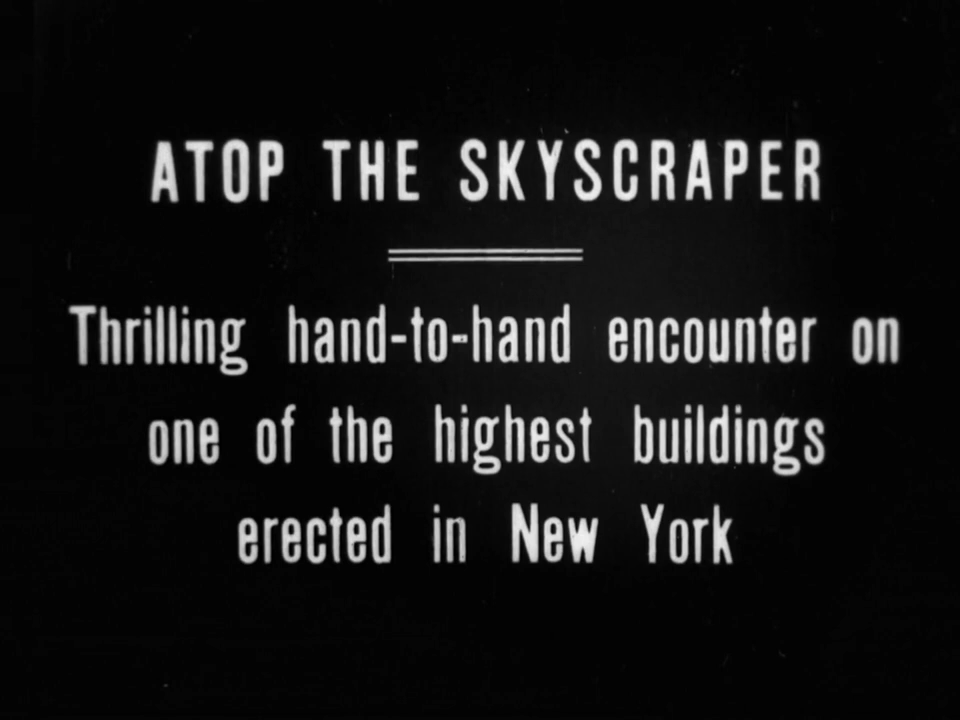 ATOP THE SKYSCRAPER
Thrilling hand-to-hand encounter on
one of the highest buildings
erected in New York